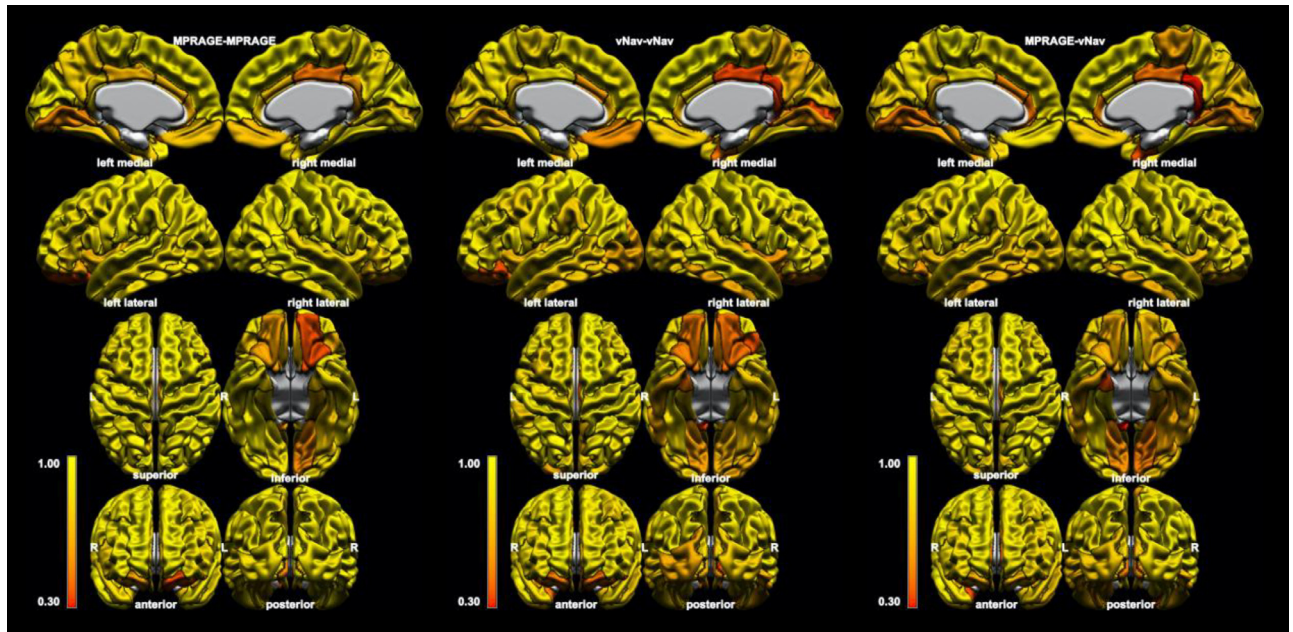 MPRAGE-MPRAGE
vNav-vNav
MPRAGE-vNav
left medial
right medial
left medial
right medial
left medial
right medial
left lateral
right lateral
left lateral
right lateral
left lateral
right lateral
L R L
L R L
L R L
1.00
superior
inferior
1.00
superior
inferior
1.00
superior
inferior
R L R
R L R
R L R
0.30
anterior
posterior
0.30
anterior
posterior
0.30
anterior
posterior